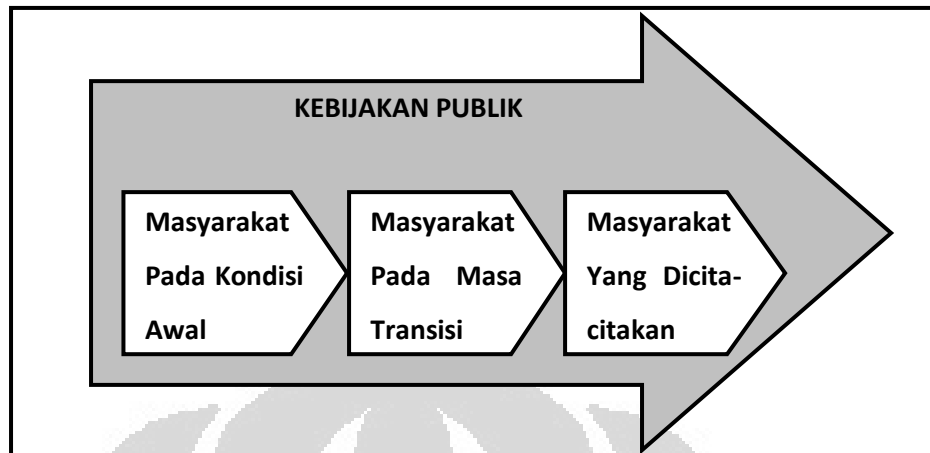 KEBIJAKAN PUBLIK
Masyarakat
Pada Kondisi
Awal
Masyarakat
Pada Masa
Transisi
Masyarakat
Yang Dicita-
citakan